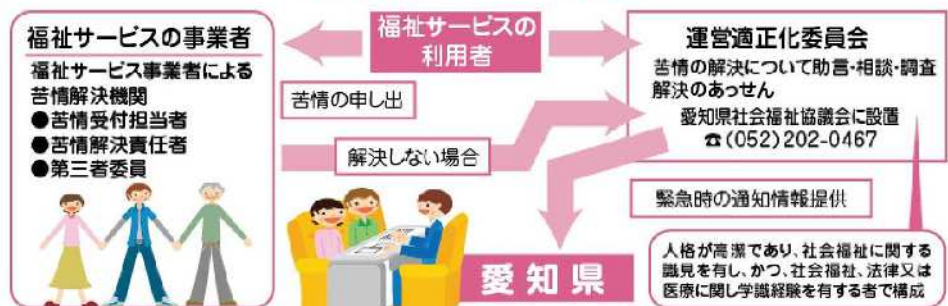 福祉サービスの事業者
福祉サービス事業者による
苦情解決機関
●苦情受付担当者
●苦情解決責任者
●第三者委員
福祉サービスの
利用者
苦情の申し出
解決しない場合
運営適正化委員会
苦情の解決について助言・相談・調査
解決のあっせん
愛知県社会福祉協議会に設置
☎(052)202-0467
緊急時の通知情報提供
愛知県
人格が高潔であり、社会福祉に関する
識見を有し、かつ、社会福祉、法律又は
医療に関し学識経験を有する者で構成